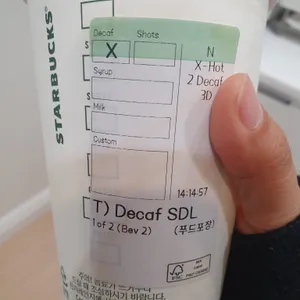 STARBUCKS
Decaf Shots
X
N
X-Hot
2 Decaf
3D
Syrup
Milk
Custom
14:14:57
T) Decaf SDL
1 of 2 (Bev 2) (푸드포장)